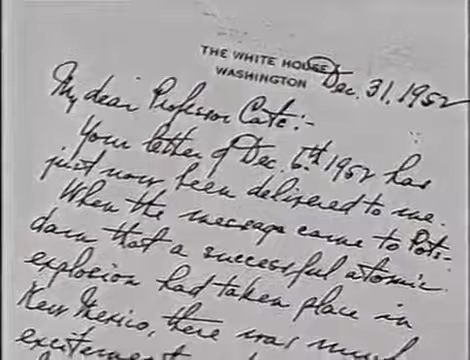 THE WHITE HOUSE
WASHINGTON
Dec. 31, 1952
My dear Professor Cate:-
Your letter of Dec. 6th 1952 has
just now been delivered to me.
When the message came to Pots-
dam that a successful atomic
explosion had taken place in
New Mexico, there was much
excitement